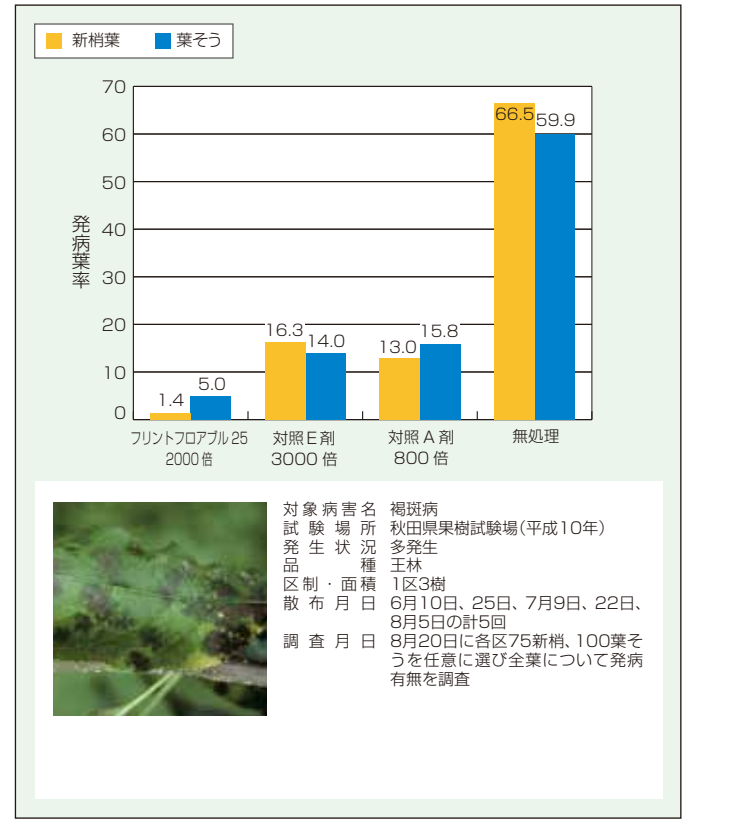 新梢葉 葉そう
発病葉率
70
60
50
40
30
20
10
0
1.4 5.0 16.3 14.0 13.0 15.8 66.5 59.9
フリントフロアブル25 対照E剤 対照A剤 無処理
2000倍 3000倍 800倍
対象病害名 褐斑病
試験場所 秋田県果樹試験場(平成10年)
発生状況 多発生
品種 王林
区制・面積 1区3樹
散布月日 6月10日、25日、7月9日、22日、
8月5日の計5回
調査月日 8月20日に各区75新梢、100葉そ
うを任意に選び全葉について発病
有無を調査